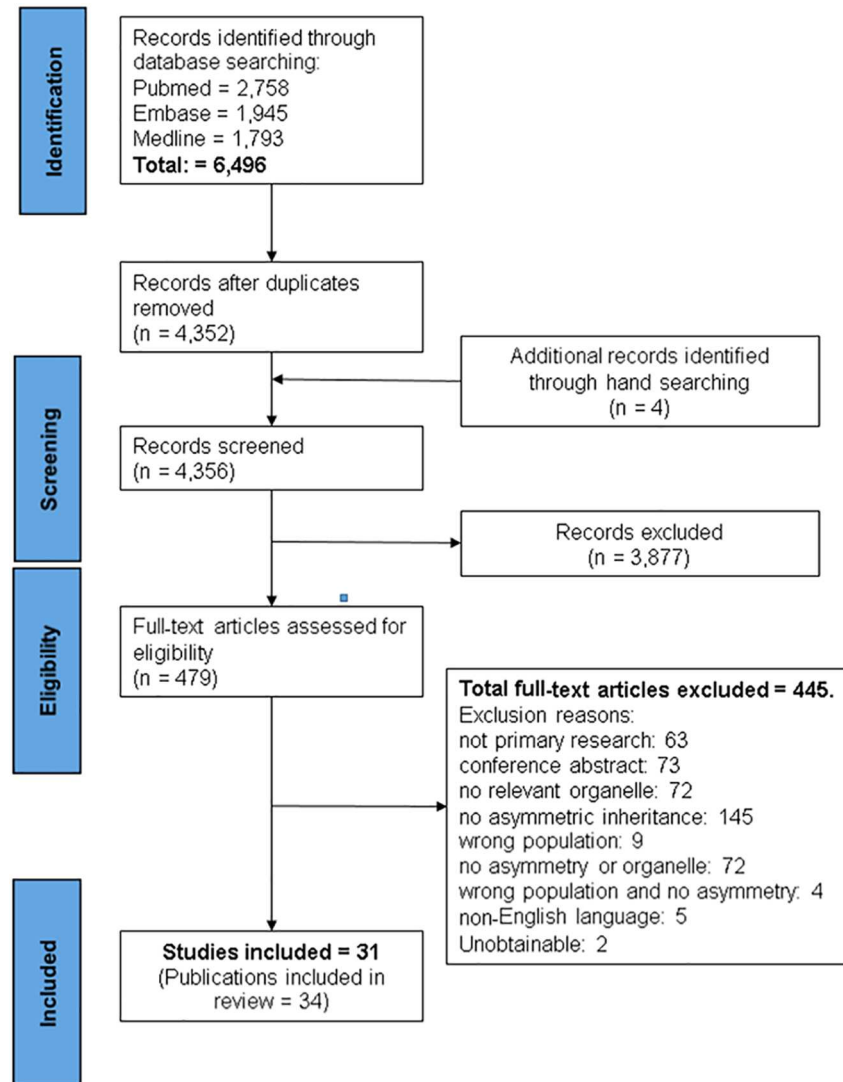 Identification
Records identified through
database searching:
Pubmed = 2,758
Embase = 1,945
Medline = 1,793
Total: = 6,496
Records after duplicates
removed
(n = 4,352)
Additional records identified
through hand searching
(n = 4)
Screening
Records screened
(n = 4,356)
Records excluded
(n = 3,877)
Eligibility
Full-text articles assessed for
eligibility
(n = 479)
Total full-text articles excluded = 445.
Exclusion reasons:
not primary research: 63
conference abstract: 73
no relevant organelle: 72
no asymmetric inheritance: 145
wrong population: 9
no asymmetry or organelle: 72
wrong population and no asymmetry: 4
non-English language: 5
Unobtainable: 2
Included
Studies included = 31
(Publications included in
review = 34)